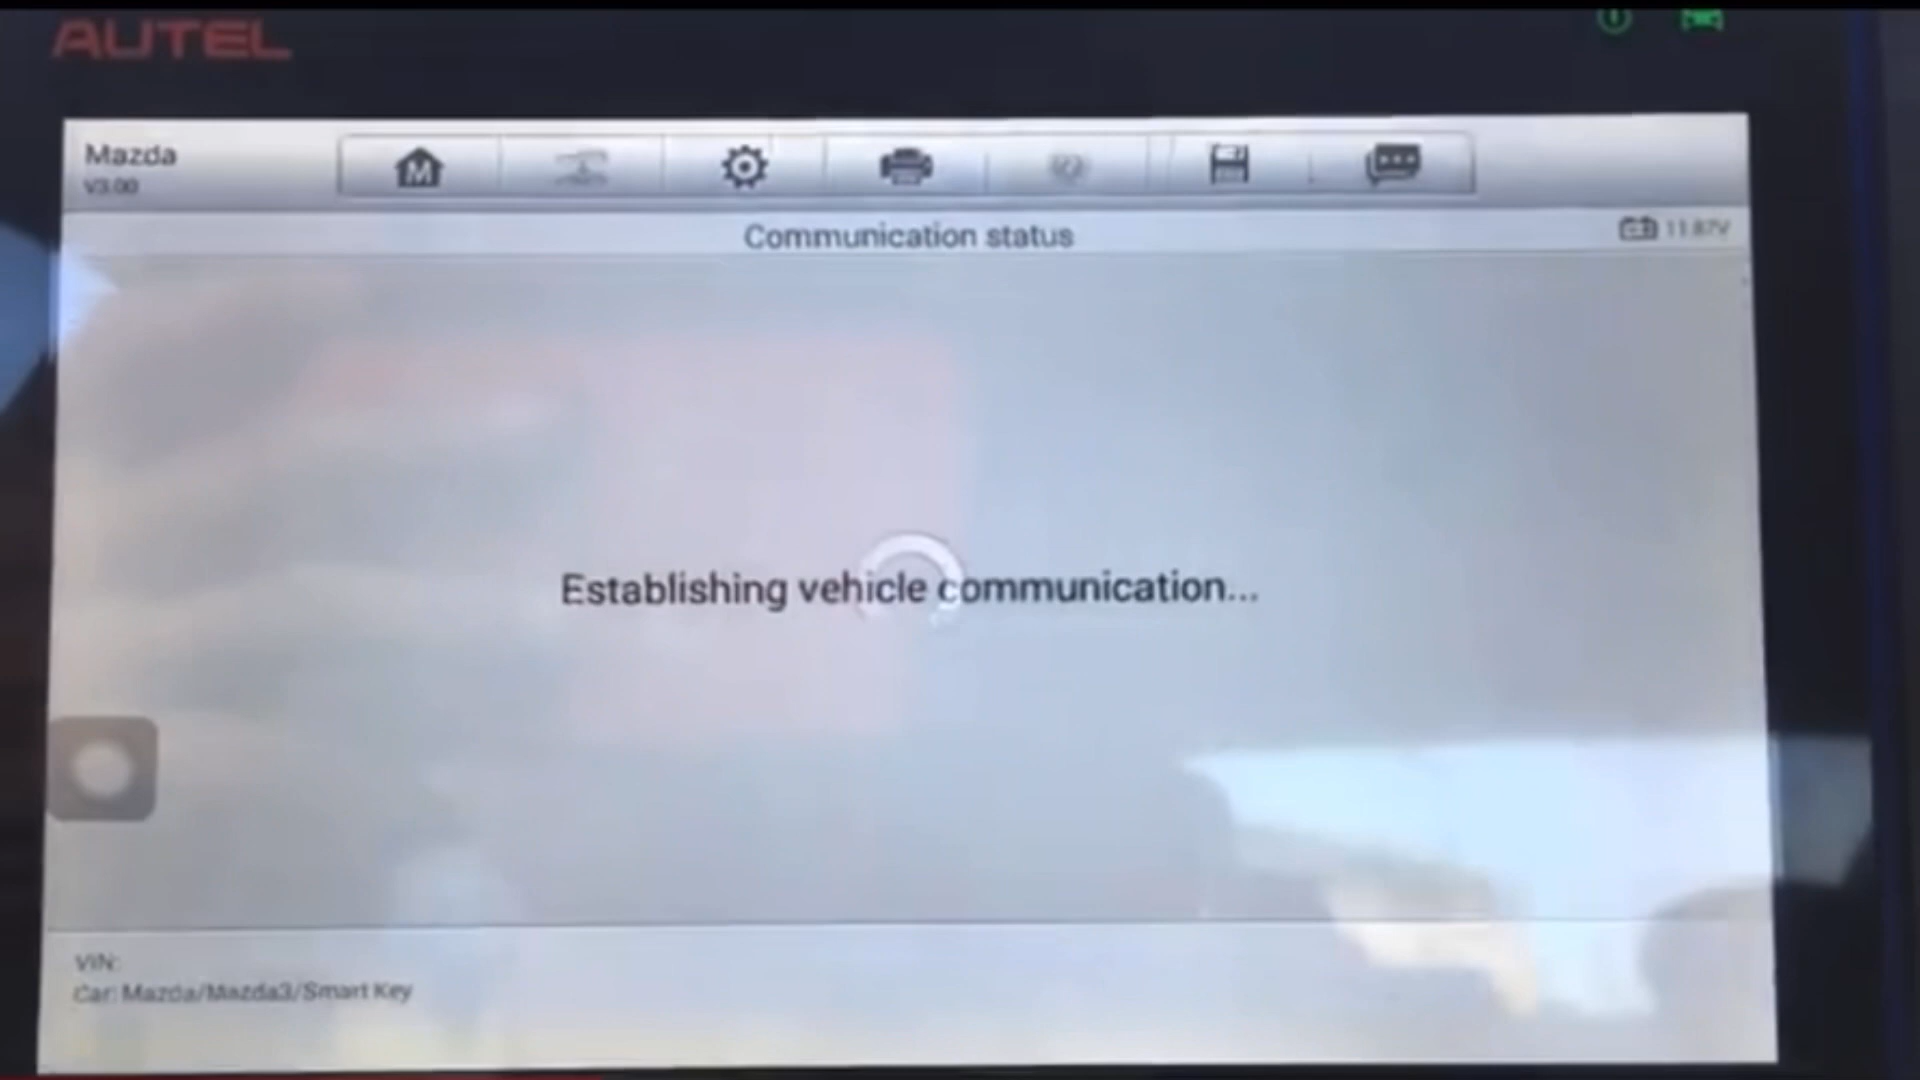 AUTEL
Mazda
V3.00
M
Communication status
11.87V
Establishing vehicle communication...
VIN:
Car: Mazda/Mazda3/Smart Key